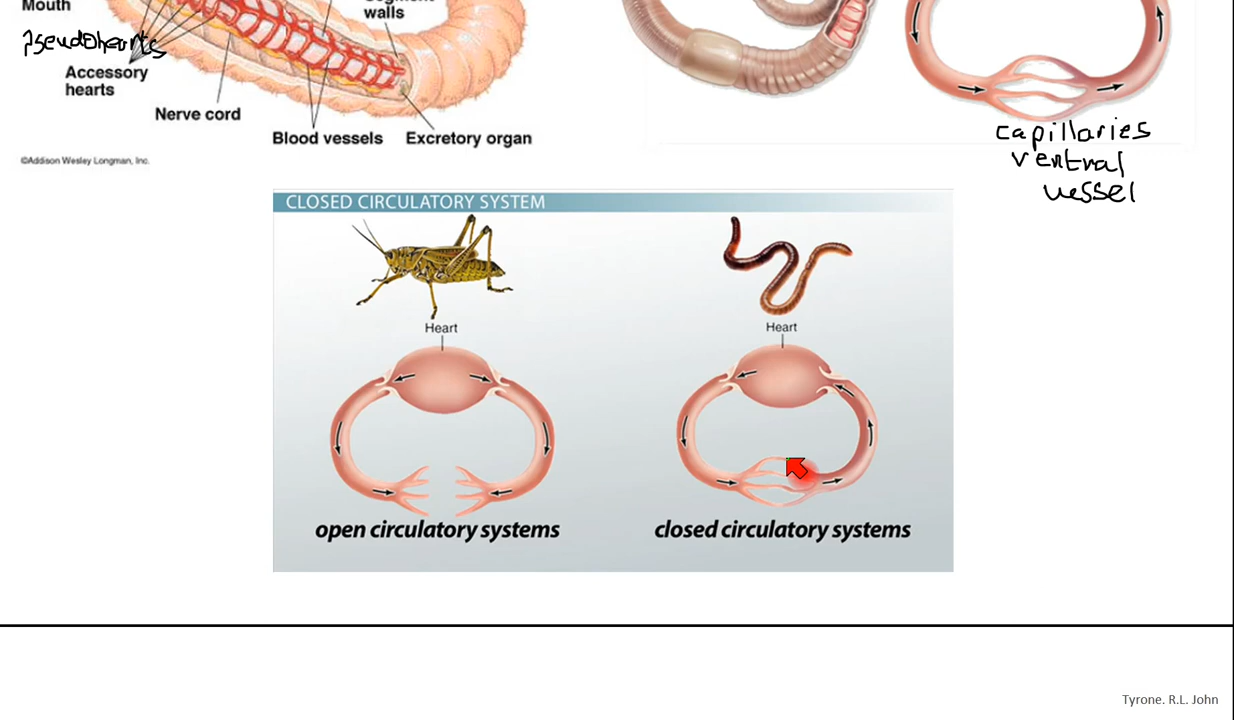 Mouth
walls
Pseudohearts
Accessory
hearts
Nerve cord
Blood vessels
Excretory organ
©Addison Wesley Longman, Inc.
capillaries
ventral
vessel
CLOSED CIRCULATORY SYSTEM
Heart
Heart
open circulatory systems
closed circulatory systems
Tyrone. R.L. John